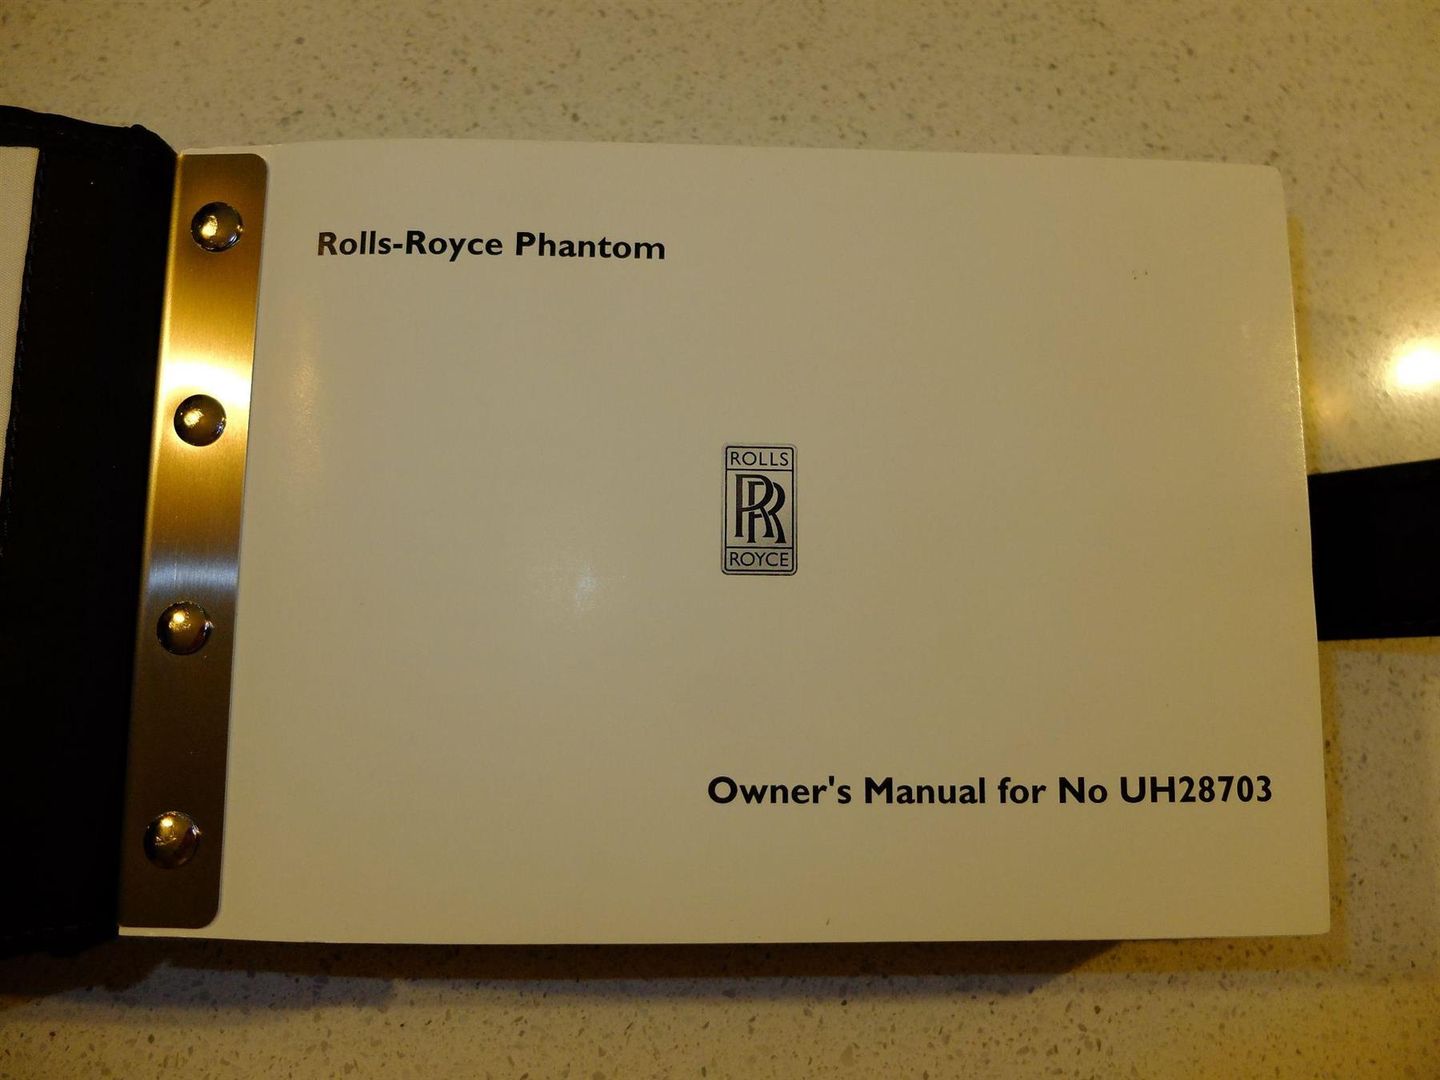 Rolls-Royce Phantom
ROLLS
RR
ROYCE
Owner's Manual for No UH28703